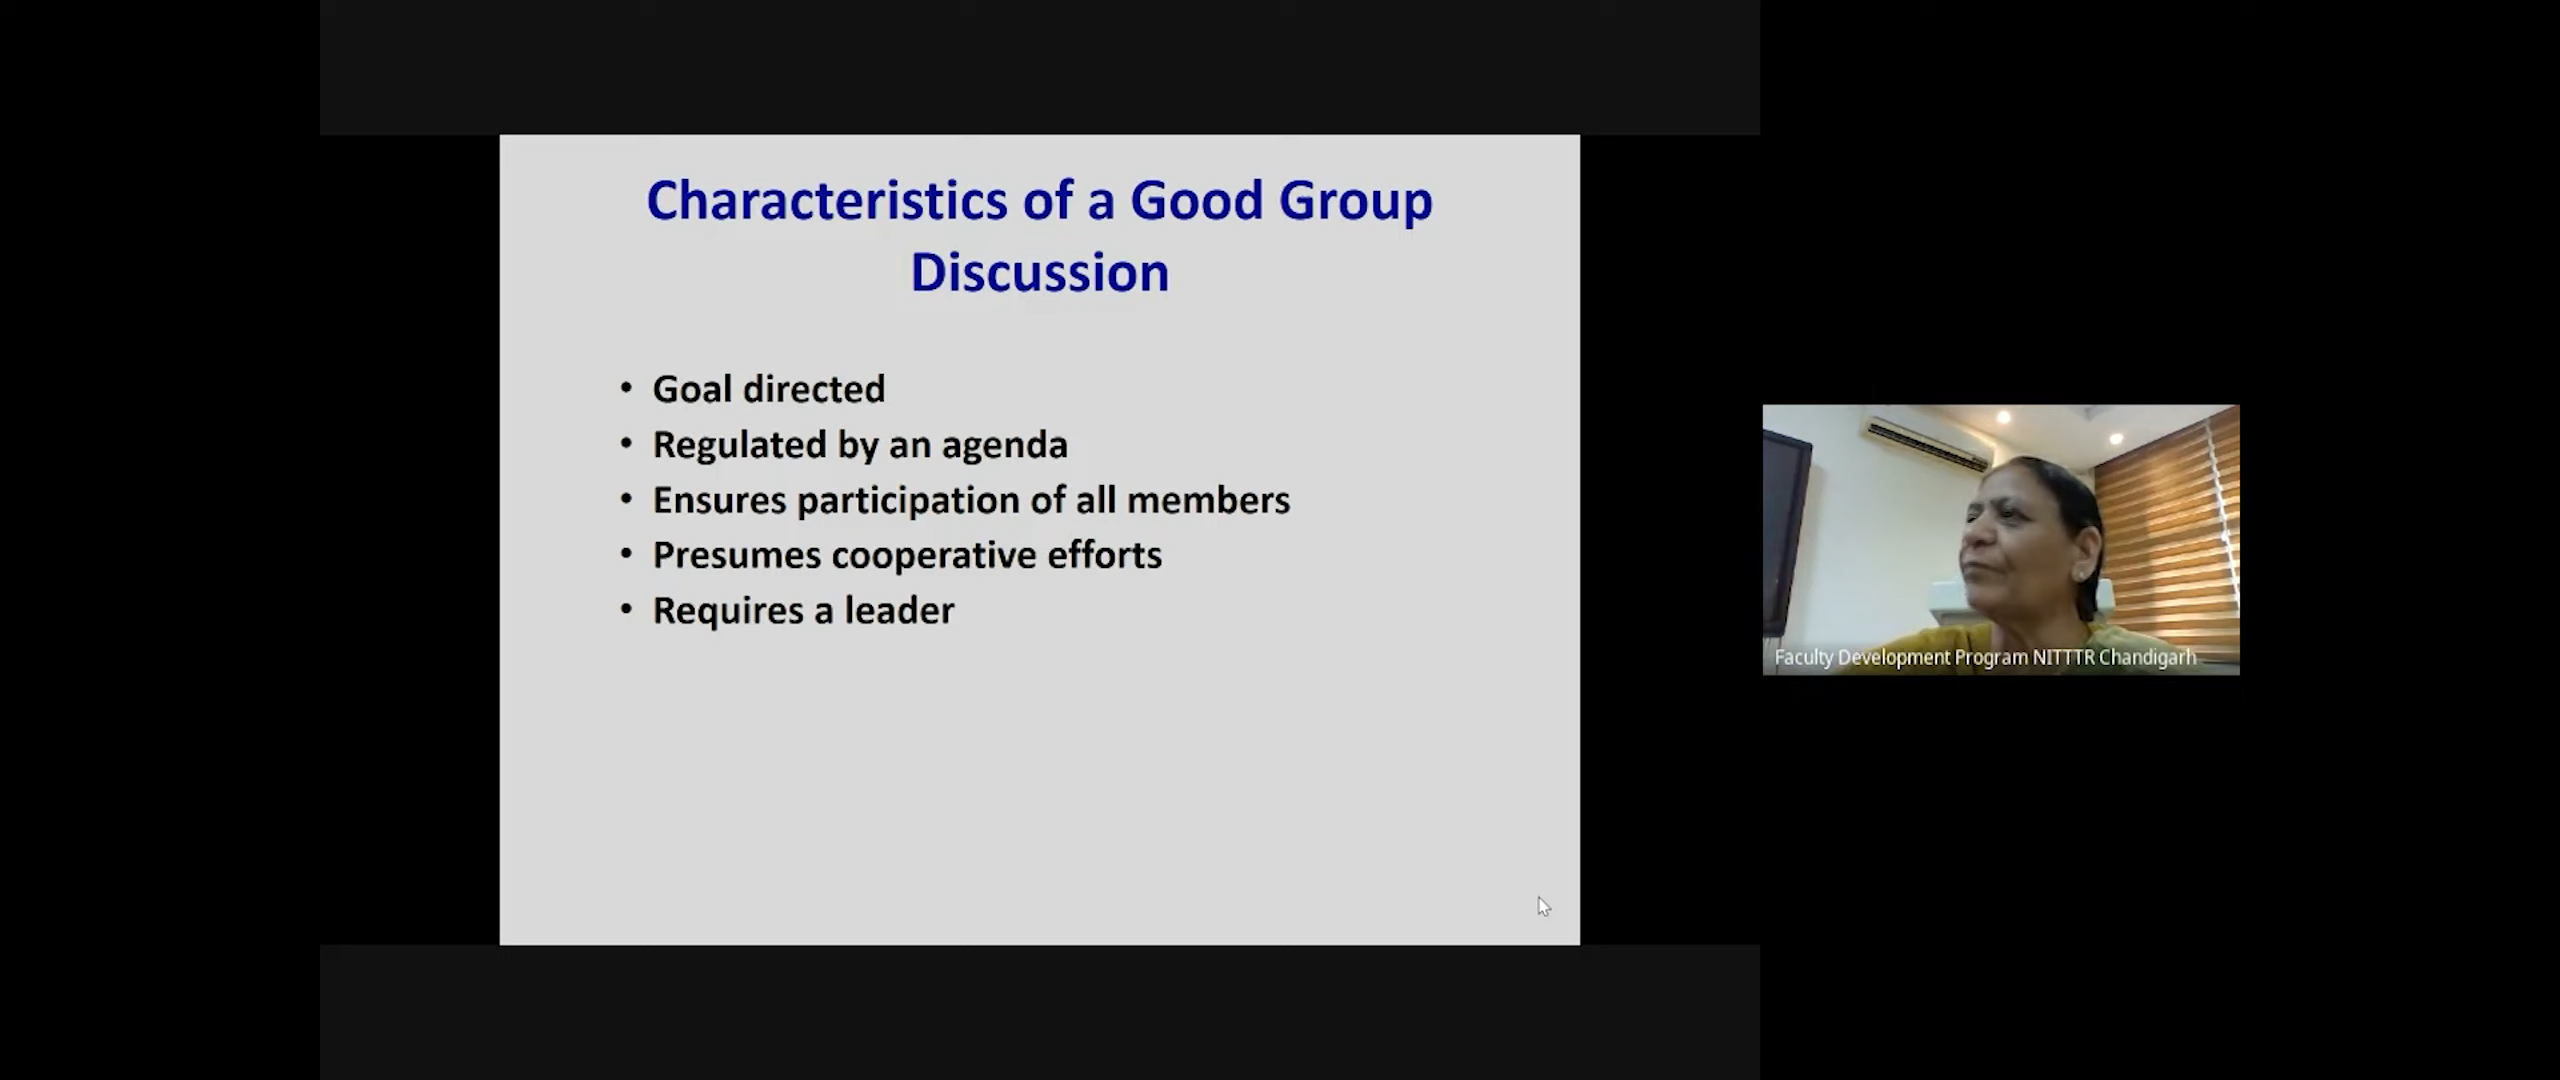 Characteristics of a Good Group
Discussion
• Goal directed
• Regulated by an agenda
• Ensures participation of all members
• Presumes cooperative efforts
• Requires a leader
Faculty Development Program NITTTR Chandigarh